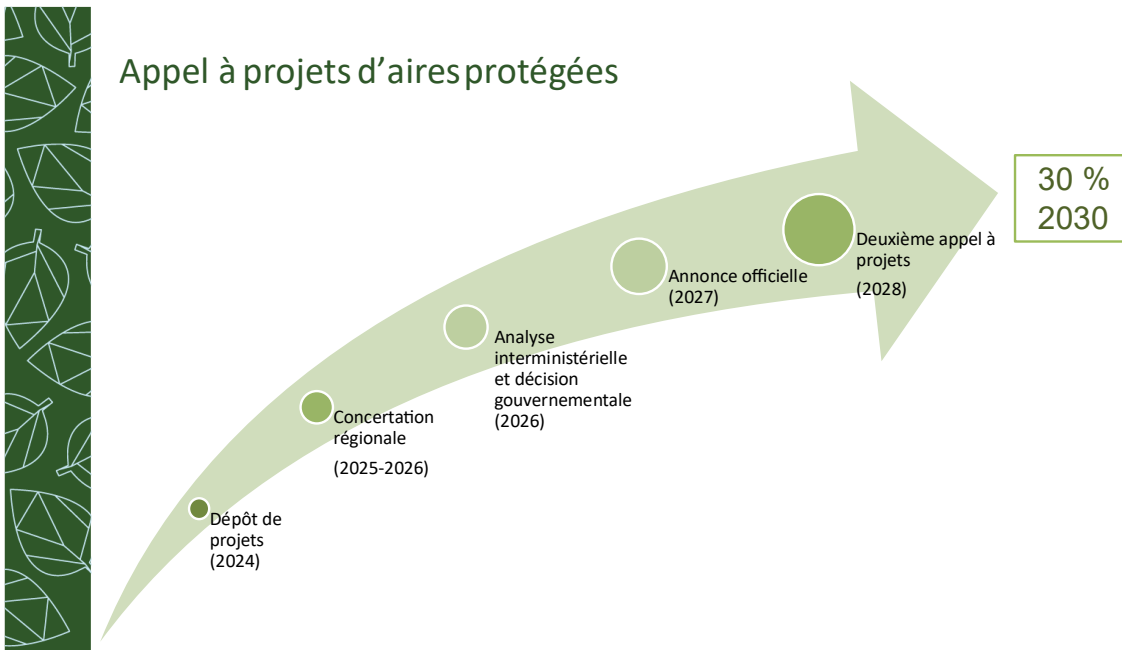 Appel à projets d'aires protégées
30 %
2030
Deuxième appel à
projets
(2028)
Annonce officielle
(2027)
Analyse
interministérielle
et décision
gouvernementale
(2026)
Concertation
régionale
(2025-2026)
Dépôt de
projets
(2024)